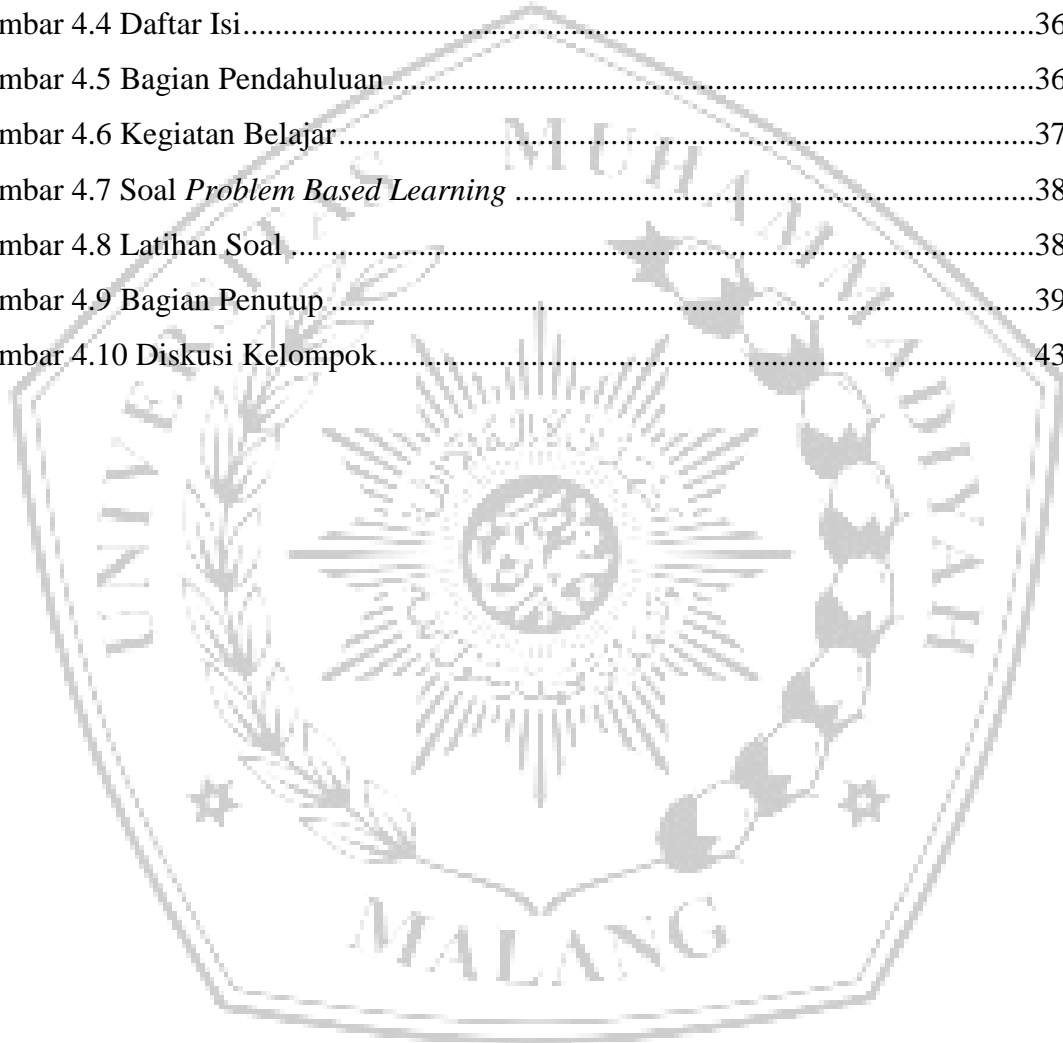 mbar 4.4 Daftar Isi....................................................................................................36
mbar 4.5 Bagian Pendahuluan..................................................................................36
mbar 4.6 Kegiatan Belajar........................................................................................37
mbar 4.7 Soal Problem Based Learning ..................................................................38
mbar 4.8 Latihan Soal ..............................................................................................38
mbar 4.9 Bagian Penutup .........................................................................................39
mbar 4.10 Diskusi Kelompok...................................................................................43
UNIVERSITAS MUHAMMADIYAH
MALANG